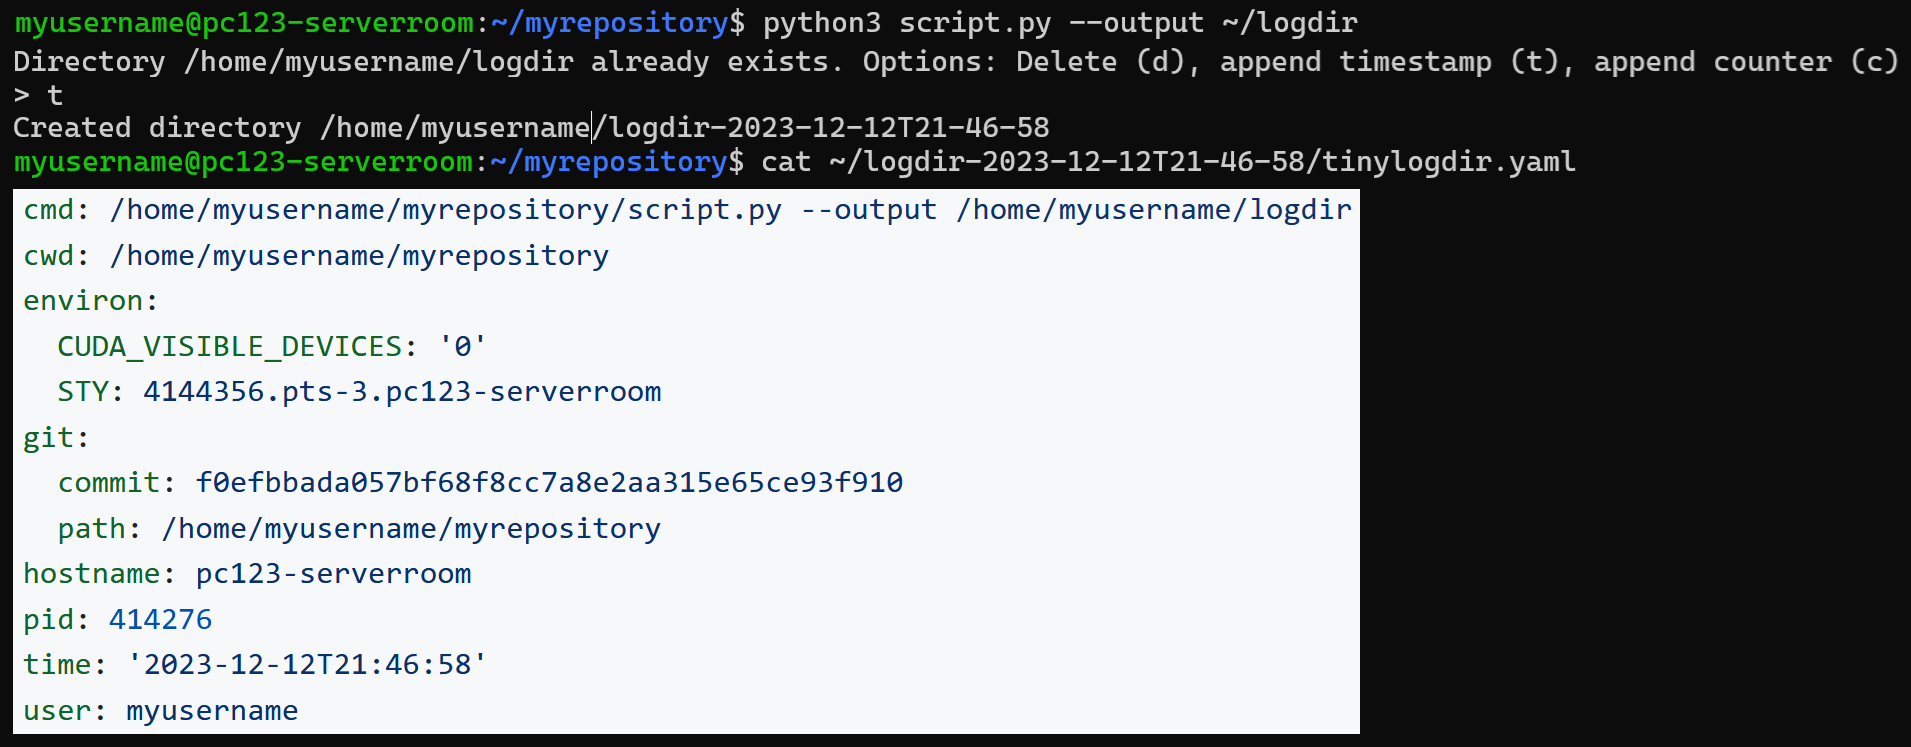 myusername@pc123-serverroom:~/myrepository$ python3 script.py --output ~/logdir
Directory /home/myusername/logdir already exists. Options: Delete (d), append timestamp (t), append counter (c)
> t
Created directory /home/myusername/logdir-2023-12-12T21-46-58
myusername@pc123-serverroom:~/myrepository$ cat ~/logdir-2023-12-12T21-46-58/tinylogdir.yaml
cmd: /home/myusername/myrepository/script.py --output /home/myusername/logdir
cwd: /home/myusername/myrepository
environ:
  CUDA_VISIBLE_DEVICES: '0'
  STY: 4144356.pts-3.pc123-serverroom
git:
  commit: f0efbbada057bf68f8cc7a8e2aa315e65ce93f910
  path: /home/myusername/myrepository
hostname: pc123-serverroom
pid: 414276
time: '2023-12-12T21:46:58'
user: myusername